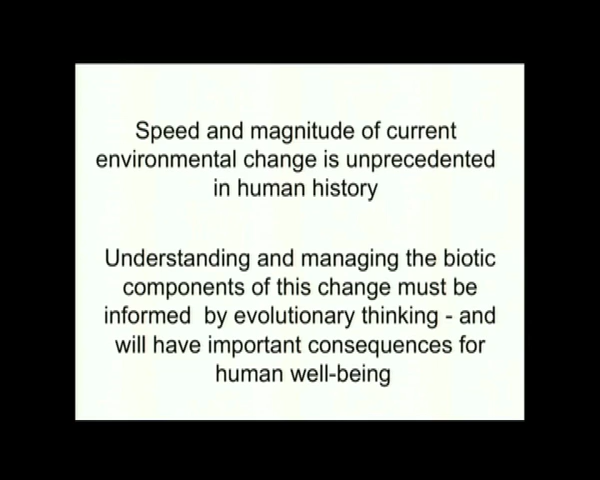 Speed and magnitude of current
environmental change is unprecedented
in human history
Understanding and managing the biotic
components of this change must be
informed  by evolutionary thinking - and
will have important consequences for
human well-being